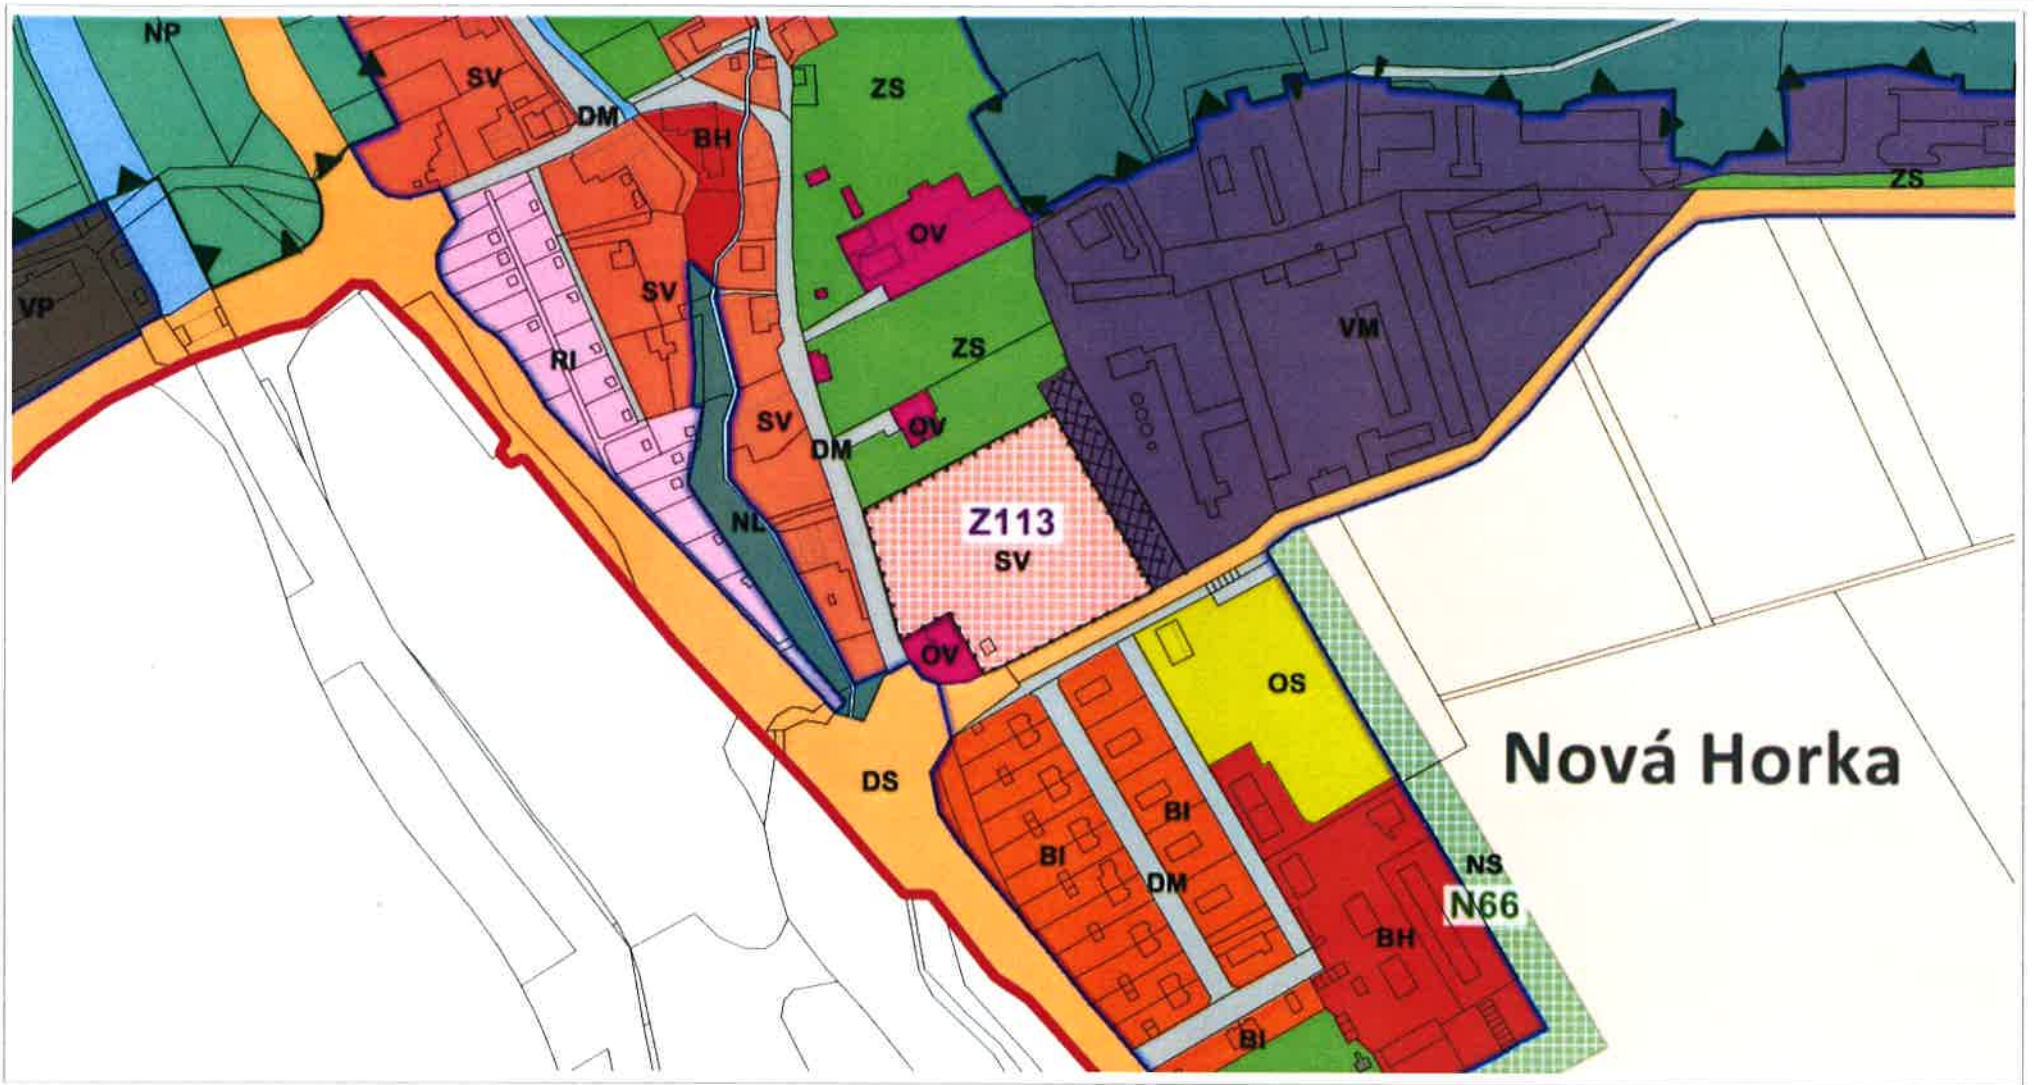 NP
SV
ZS
DM
BH
ZS
OV
VP
SV
VM
RI
ZS
SV
OV
DM
NL
Z113
SV
OV
OS
DS
Nová Horka
BI
BI
DM
NS
N66
BH
BI